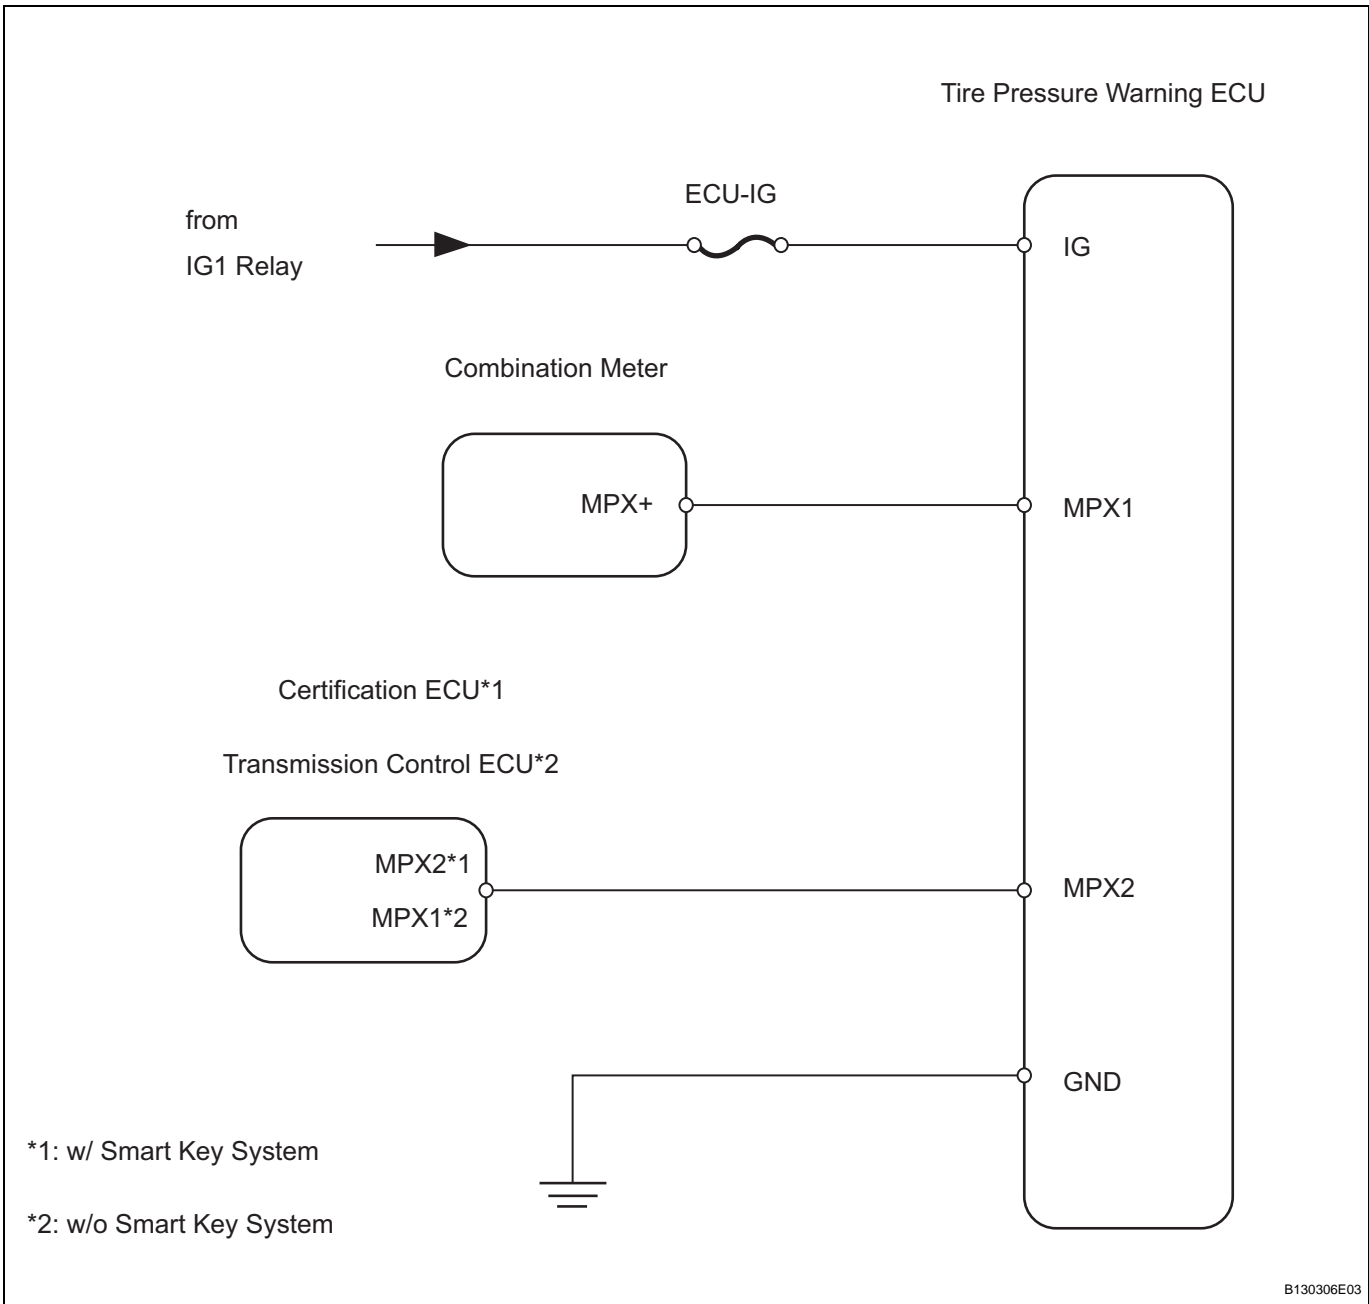 Tire Pressure Warning ECU
ECU-IG
from
IG1 Relay
IG
Combination Meter
MPX+
MPX1
Certification ECU*1
Transmission Control ECU*2
MPX2*1
MPX1*2
MPX2
GND
*1: w/ Smart Key System
*2: w/o Smart Key System
B130306E03